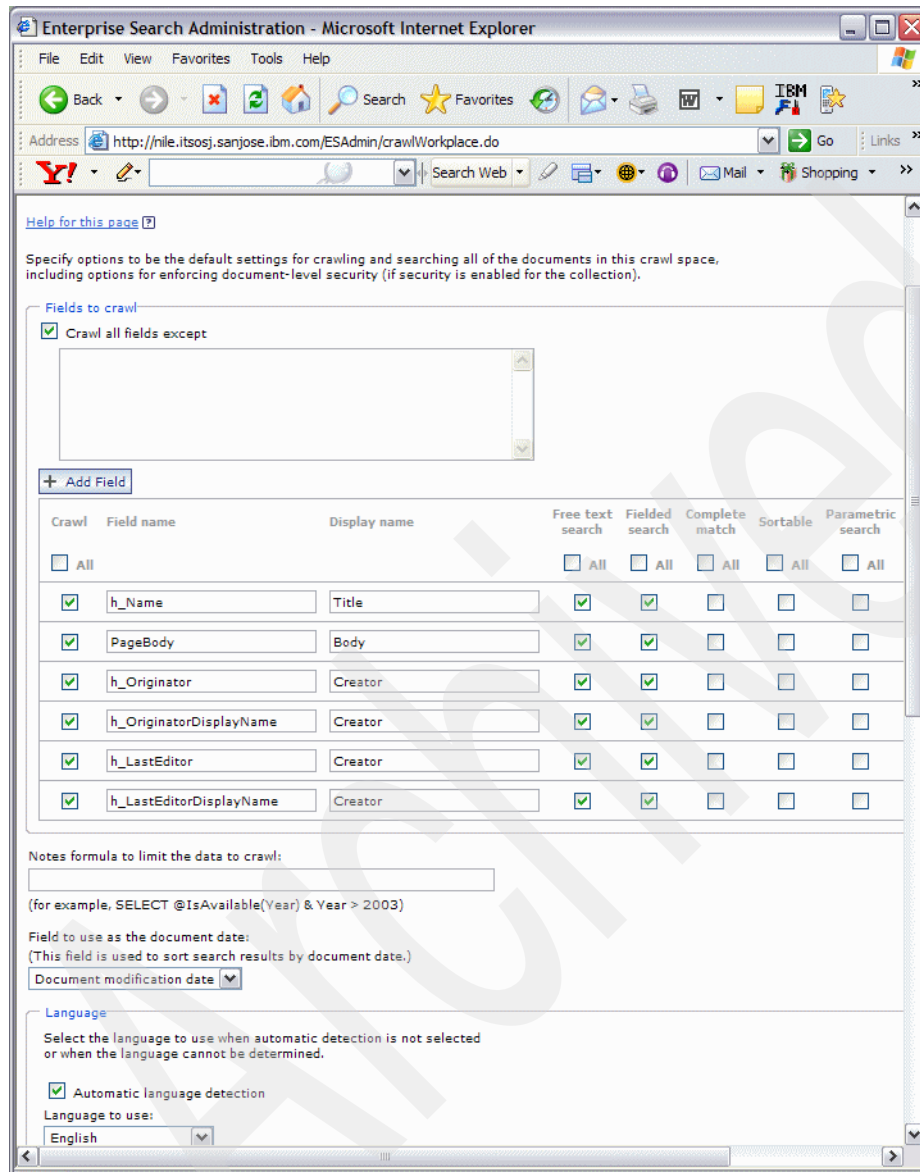 Enterprise Search Administration - Microsoft Internet Explorer
File Edit View Favorites Tools Help
Back Search Favorites IBM
Address http://nile.itsosj.sanjose.ibm.com/ESAdmin/crawlWorkplace.do Go Links »
Y! Search Web Mail Shopping »
Help for this page ?
Specify options to be the default settings for crawling and searching all of the documents in this crawl space,
including options for enforcing document-level security (if security is enabled for the collection).
Fields to crawl
Crawl all fields except
+ Add Field
Crawl Field name Display name Free text search Fielded search Complete match Sortable Parametric search
All All All All All All
h_Name Title
PageBody Body
h_Originator Creator
h_OriginatorDisplayName Creator
h_LastEditor Creator
h_LastEditorDisplayName Creator
Notes formula to limit the data to crawl:
(for example, SELECT @IsAvailable(Year) & Year > 2003)
Field to use as the document date:
(This field is used to sort search results by document date.)
Document modification date
Language
Select the language to use when automatic detection is not selected
or when the language cannot be determined.
Automatic language detection
Language to use:
English
Archived